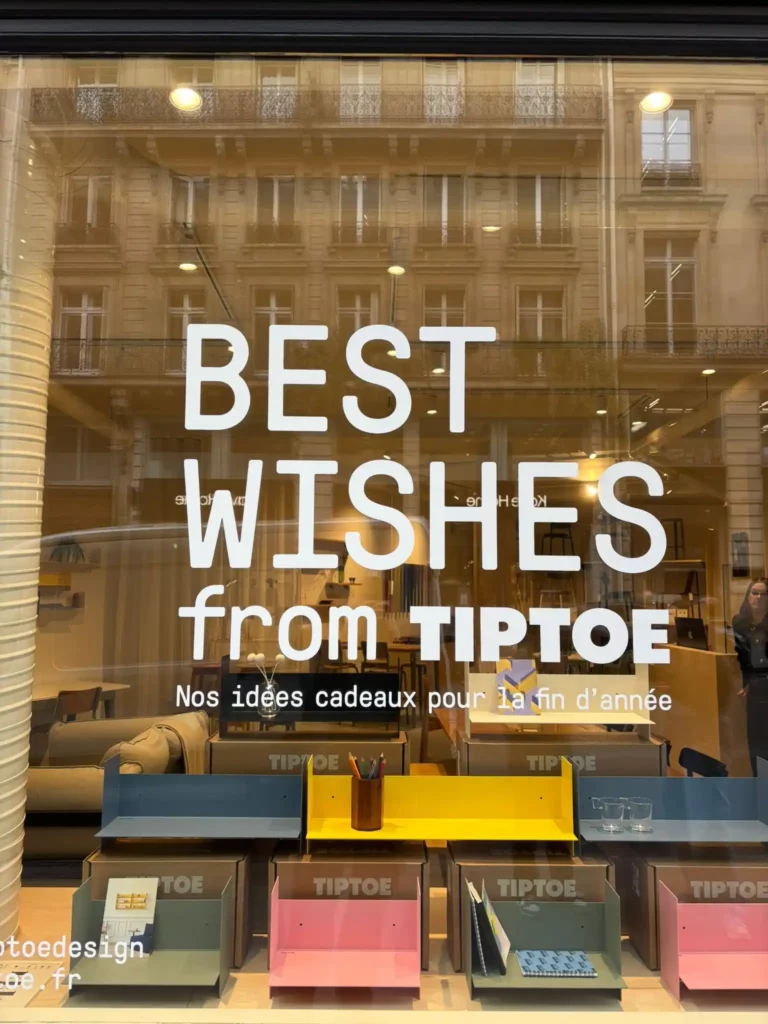 BEST
WISHES
from TIPTOE
Nos idées cadeaux pour la fin d'année
TIPTOE TIPTOE
TIPTOE TIPTOE TIPTOE TIPTOE
ptoedesign
toe.fr